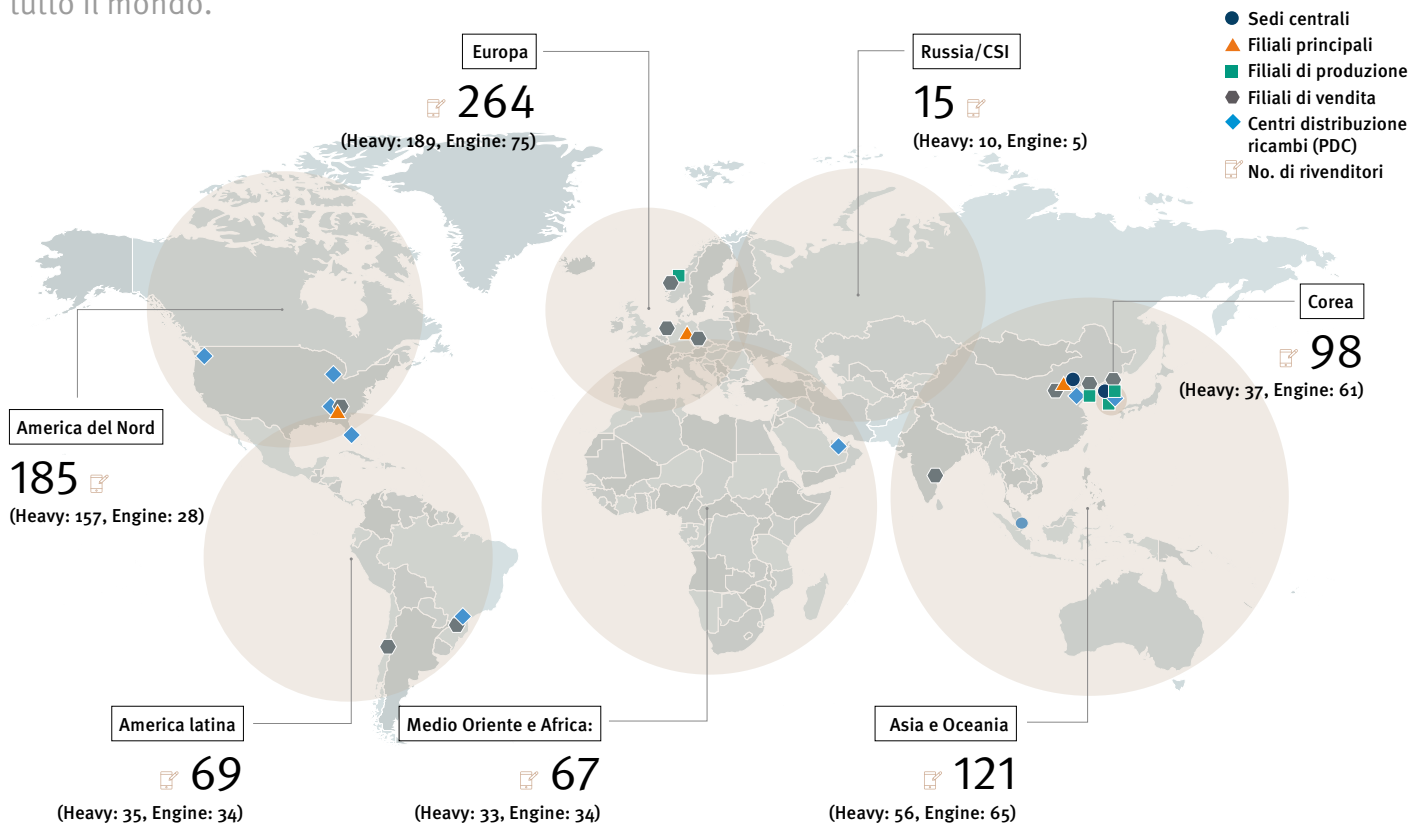 tutto il mondo.
Sedi centrali
Filiali principali
Filiali di produzione
Filiali di vendita
Centri distribuzione
ricambi (PDC)
No. di rivenditori
Europa
264
(Heavy: 189, Engine: 75)
Russia/CSI
15
(Heavy: 10, Engine: 5)
Corea
98
(Heavy: 37, Engine: 61)
America del Nord
185
(Heavy: 157, Engine: 28)
America latina
69
(Heavy: 35, Engine: 34)
Medio Oriente e Africa:
67
(Heavy: 33, Engine: 34)
Asia e Oceania
121
(Heavy: 56, Engine: 65)